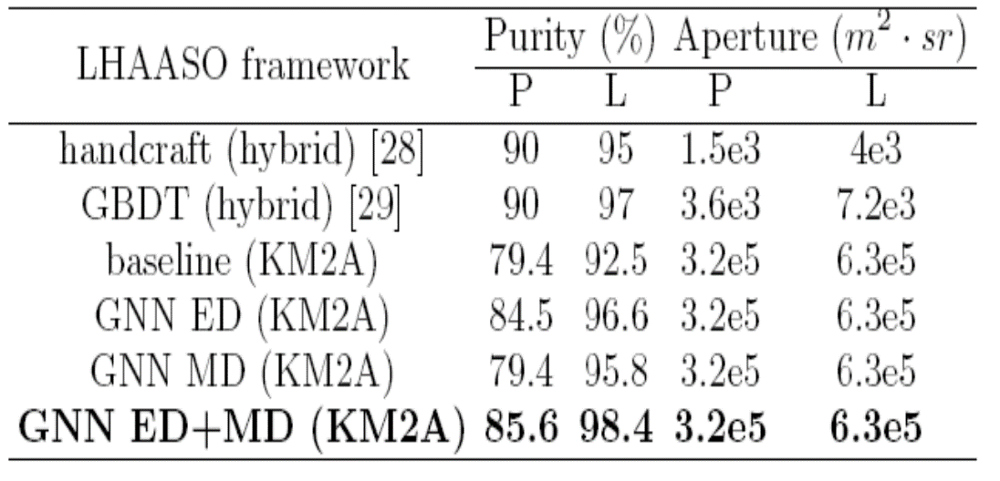 LHAASO framework Purity (%) Aperture (m² · sr)
P L P L
handcraft (hybrid) [28] 90 95 1.5e3 4e3
GBDT (hybrid) [29] 90 97 3.6e3 7.2e3
baseline (KM2A) 79.4 92.5 3.2e5 6.3e5
GNN ED (KM2A) 84.5 96.6 3.2e5 6.3e5
GNN MD (KM2A) 79.4 95.8 3.2e5 6.3e5
GNN ED+MD (KM2A) 85.6 98.4 3.2e5 6.3e5